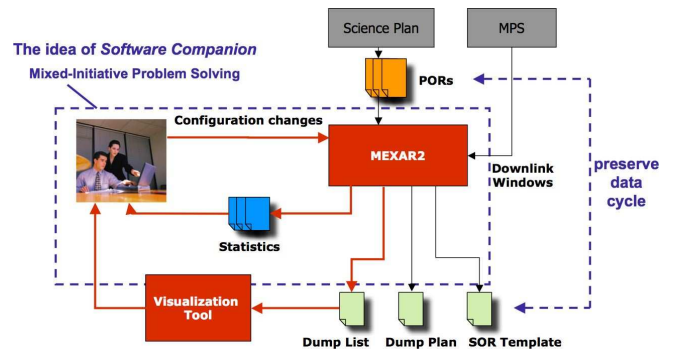 Science Plan
MPS
The idea of Software Companion
Mixed-Initiative Problem Solving
PORs
Configuration changes
MEXAR2
Downlink
Windows
preserve
data
cycle
Statistics
Visualization
Tool
Dump List
Dump Plan
SOR Template